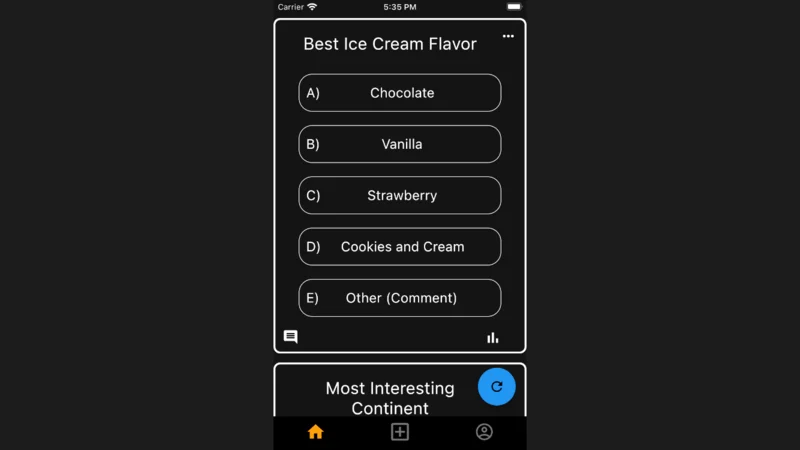 Carrier 5:35 PM
Best Ice Cream Flavor
A) Chocolate
B) Vanilla
C) Strawberry
D) Cookies and Cream
E) Other (Comment)
Most Interesting
Continent